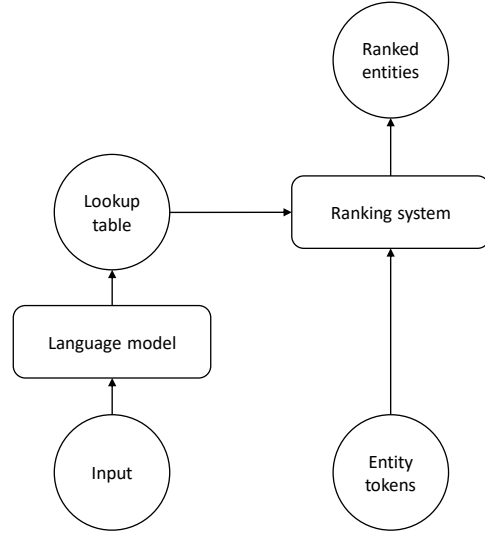 Ranked
entities
Lookup
table
Ranking system
Language model
Input
Entity
tokens